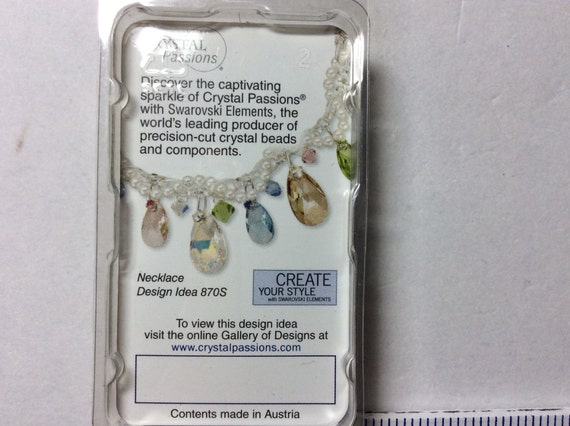 CRYSTAL
Passions®
2
Discover the captivating
sparkle of Crystal Passions®
with Swarovski Elements, the
world's leading producer of
precision-cut crystal beads
and components.
Necklace
Design Idea 870S
CREATE
YOUR STYLE
with SWAROVSKI ELEMENTS
To view this design idea
visit the online Gallery of Designs at
www.crystalpassions.com
Contents made in Austria